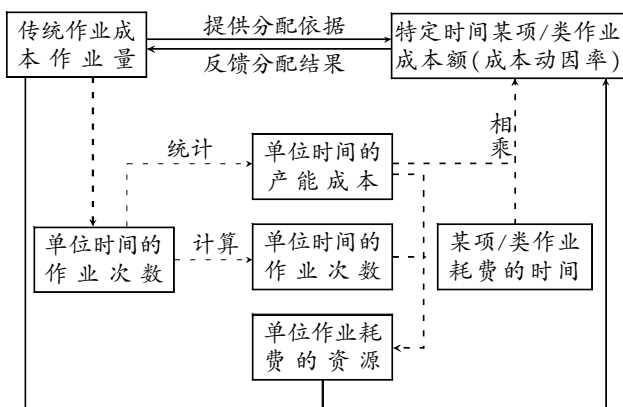 传统作业成
本作业量
提供分配依据
反馈分配结果
特定时间某项/类作业
成本额(成本动因率)
统计
单位时间的
产能成本
相
乘
单位时间的
作业次数
计算
单位时间的
作业次数
某项/类作业
耗费的时间
单位作业耗
费的资源